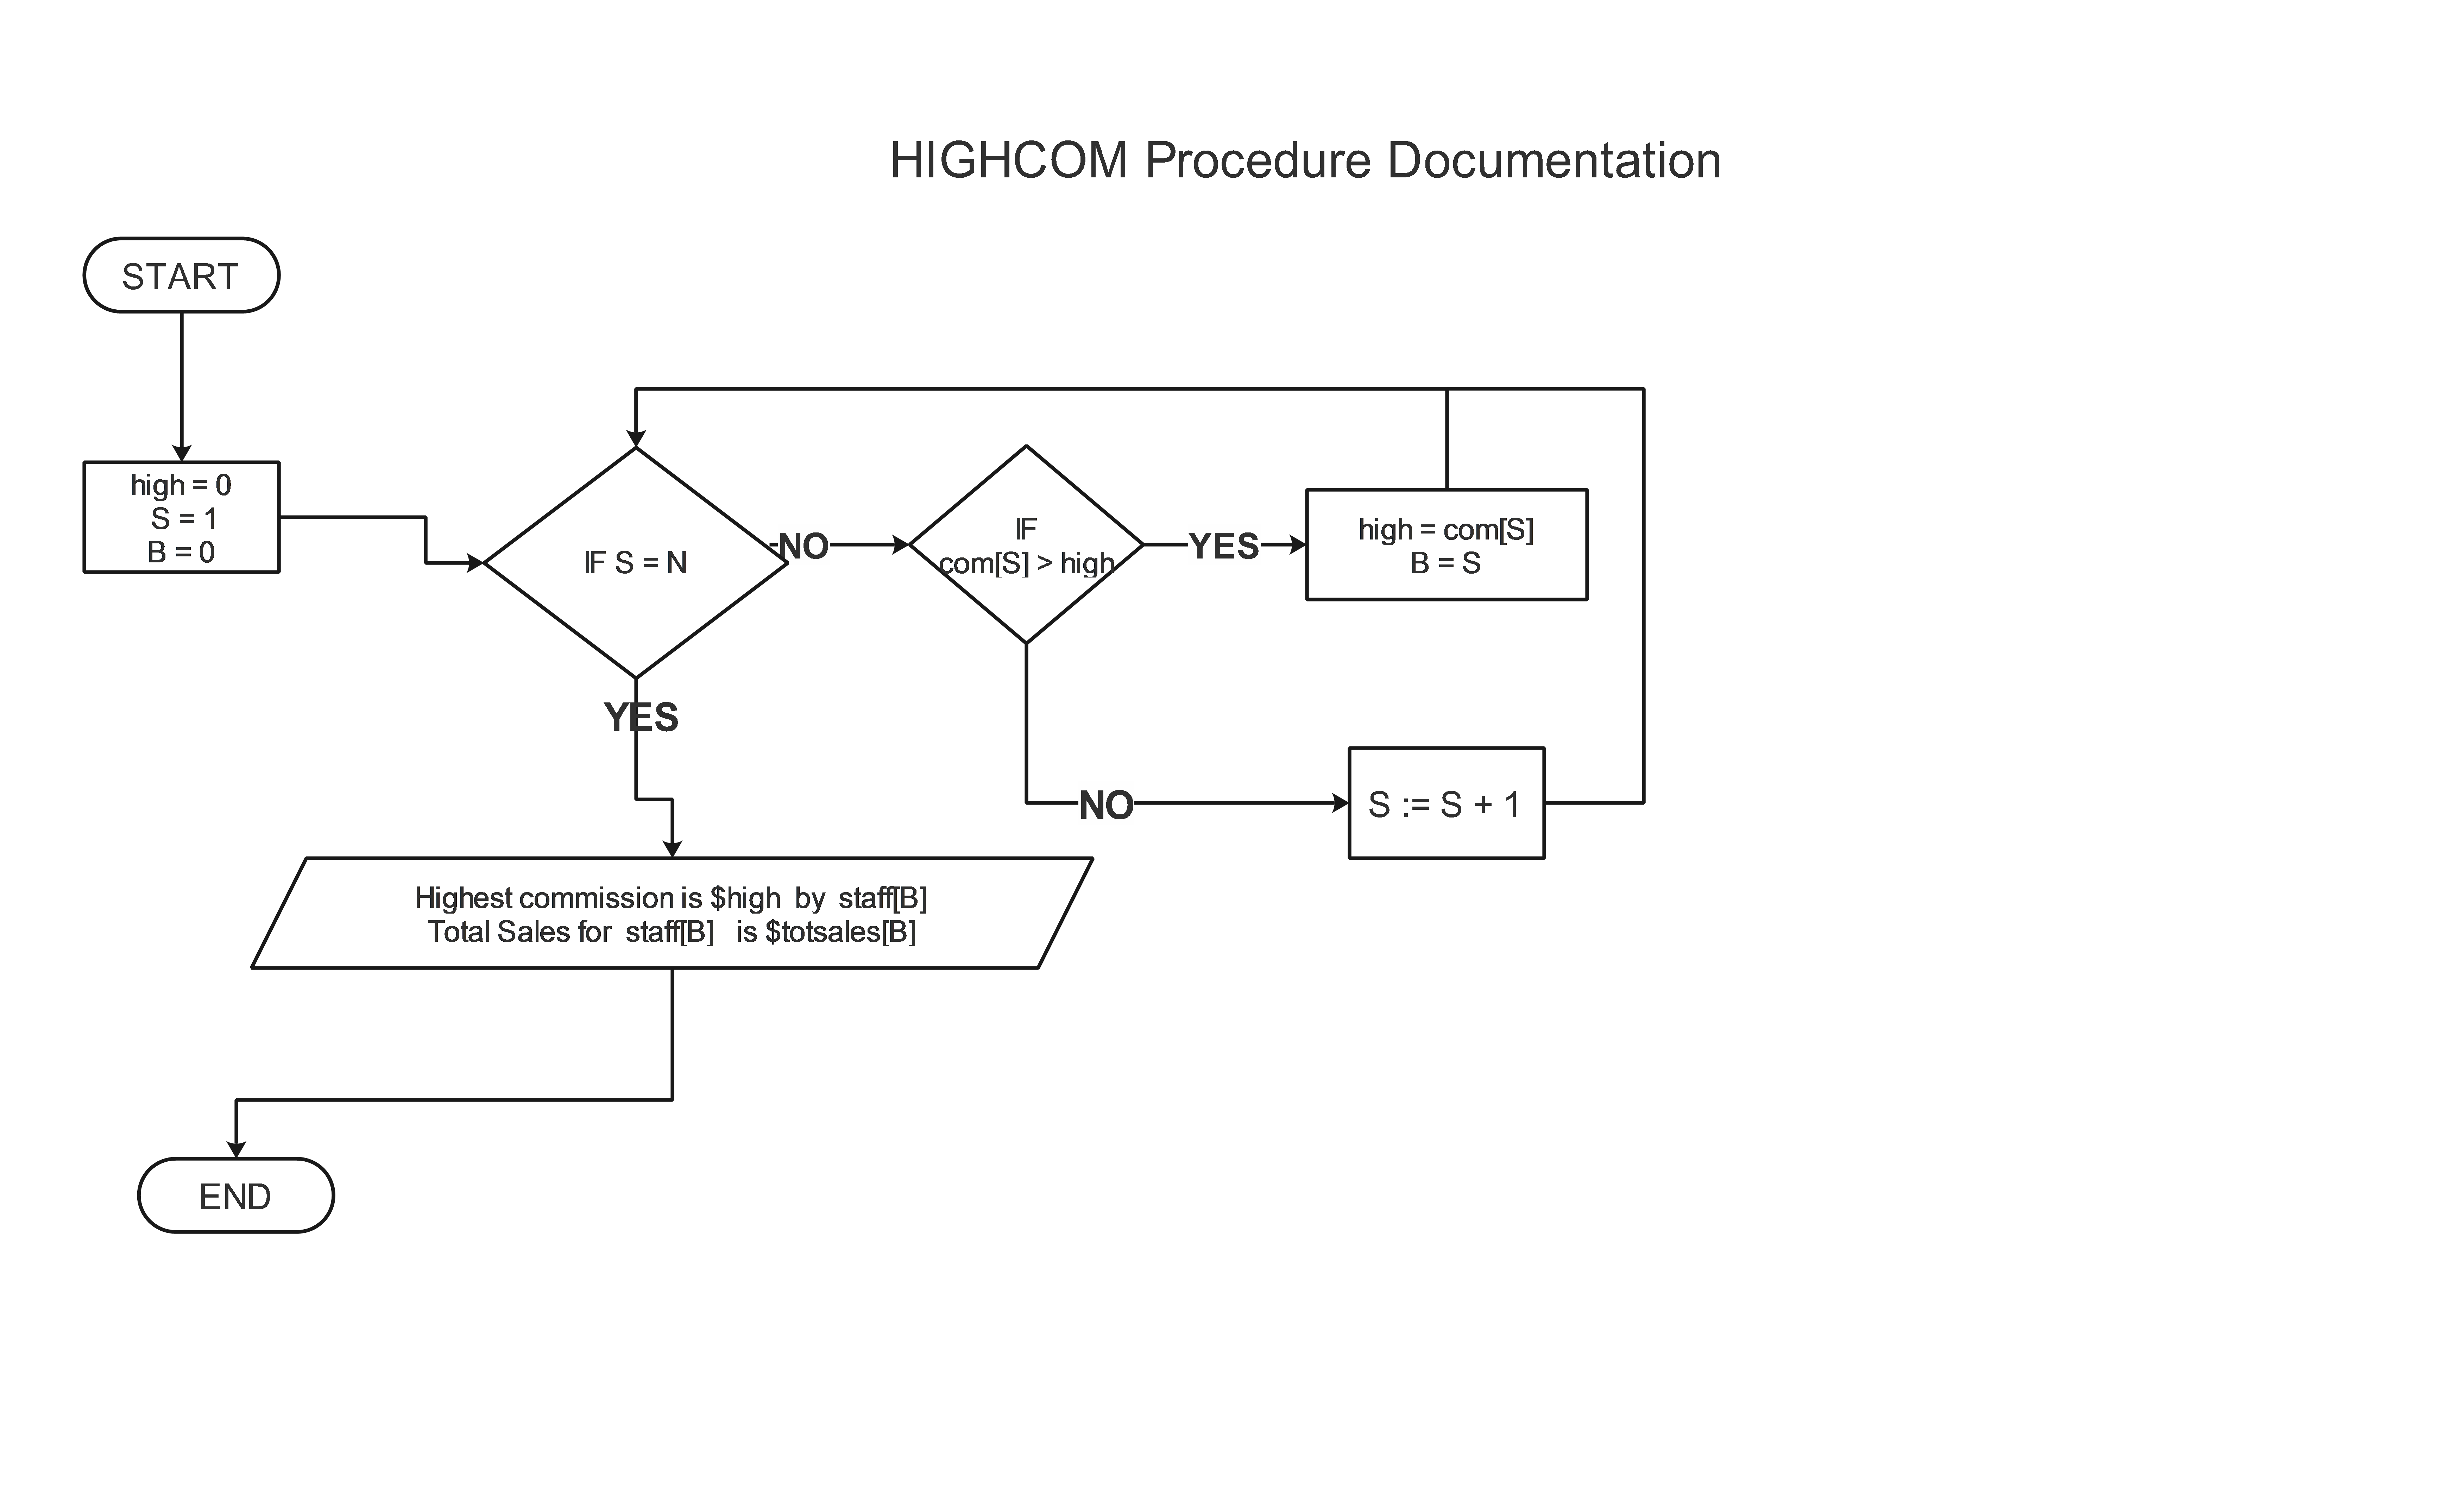 HIGHCOM Procedure Documentation
START
high = 0
S = 1
B = 0
IF S = N
NO
IF
com[S] > high
YES
high = com[S]
B = S
YES
NO
S := S + 1
Highest commission is $high by staff[B]
Total Sales for staff[B] is $totsales[B]
END